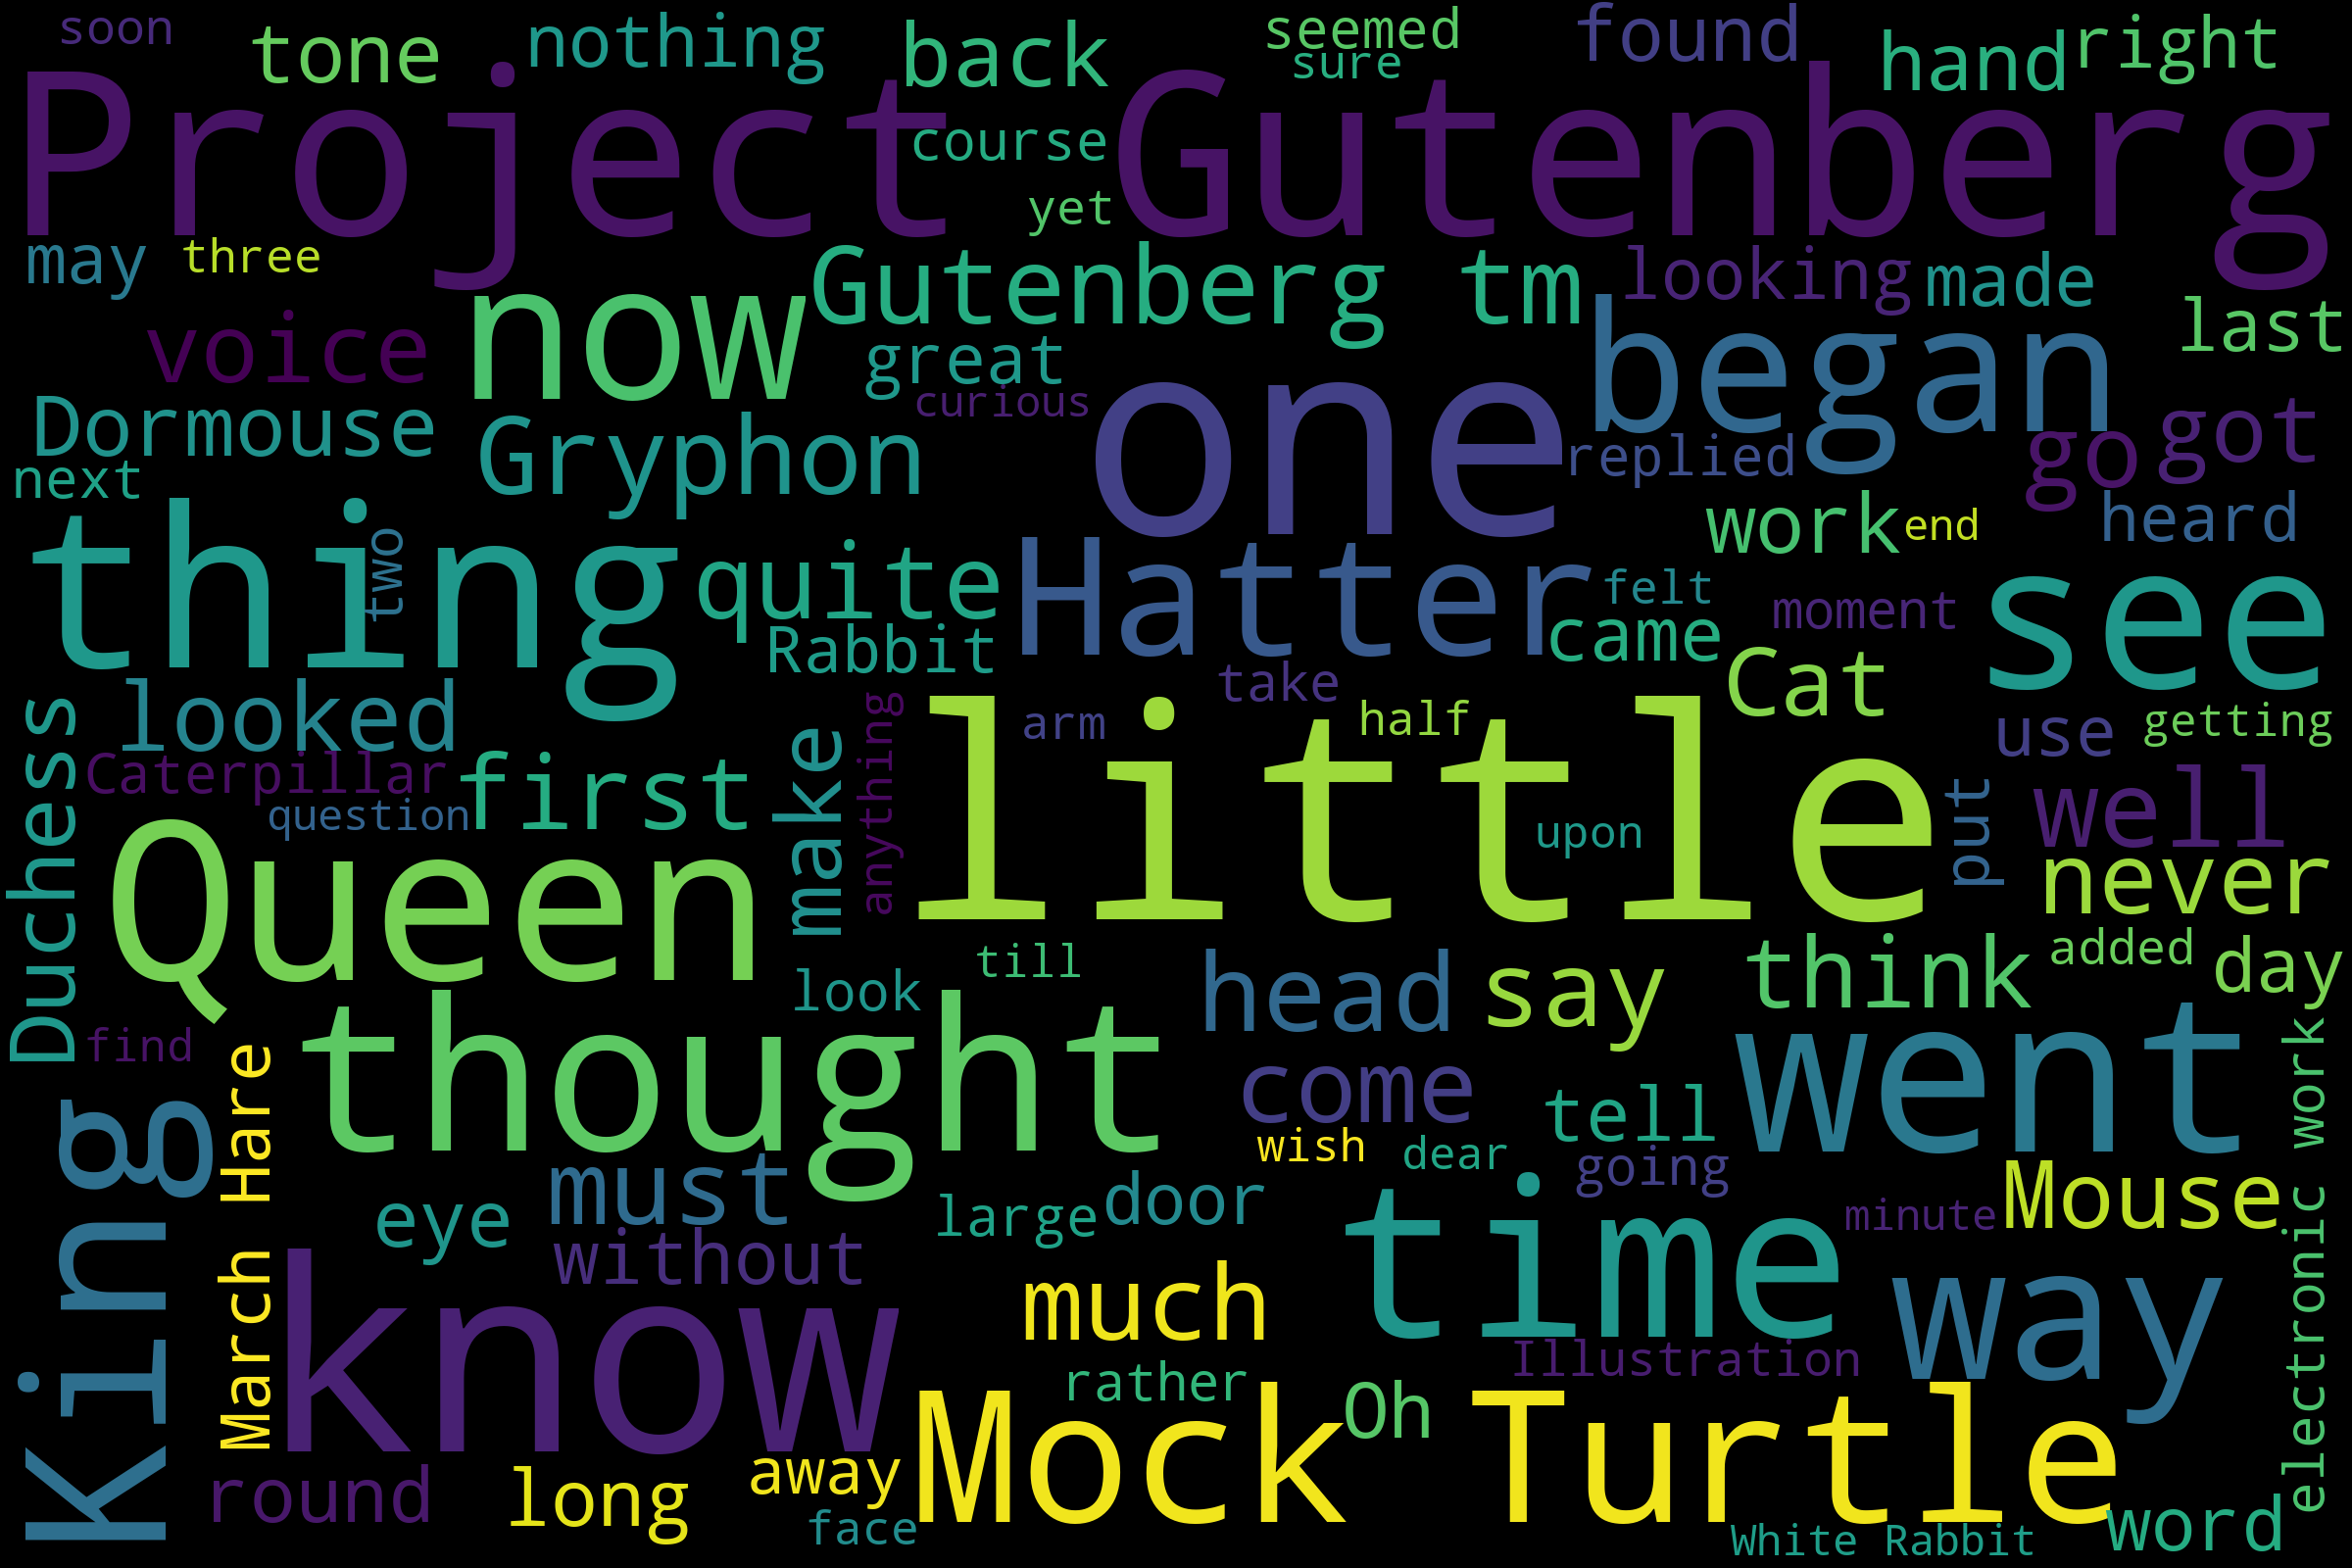 soon
tone
nothing
back
seemed
sure
found
hand
right
Project Gutenberg
course
yet
may
three
now
Gutenberg tm
looking
made
last
voice
great
curious
one
began
Dormouse
Gryphon
replied
go
got
next
thing
two
quite
Hatter
work
end
heard
Rabbit
felt
came
moment
see
looked
take
Cat
Duchess
Caterpillar
question
first
make
anything
arm
half
little
use
getting
upon
put
well
Queen
never
look
till
head
say
think
added
day
find
thought
come
went
tell
King
March Hare
wish
dear
going
electronic work
eye
must
without
large
door
time
minute
Mouse
know
much
way
rather
Illustration
Oh
Mock Turtle
round
long
away
face
White Rabbit
word